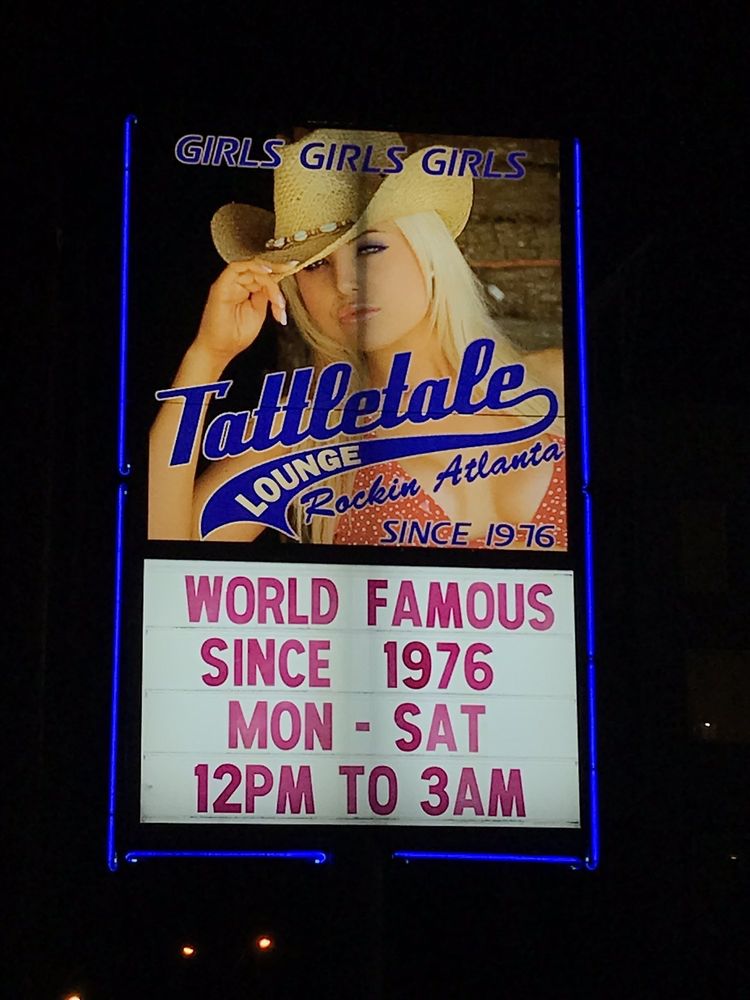 GIRLS GIRLS GIRLS
Tattletale
LOUNGE
Rockin Atlanta
SINCE 1976
WORLD FAMOUS
SINCE 1976
MON - SAT
12PM TO 3AM